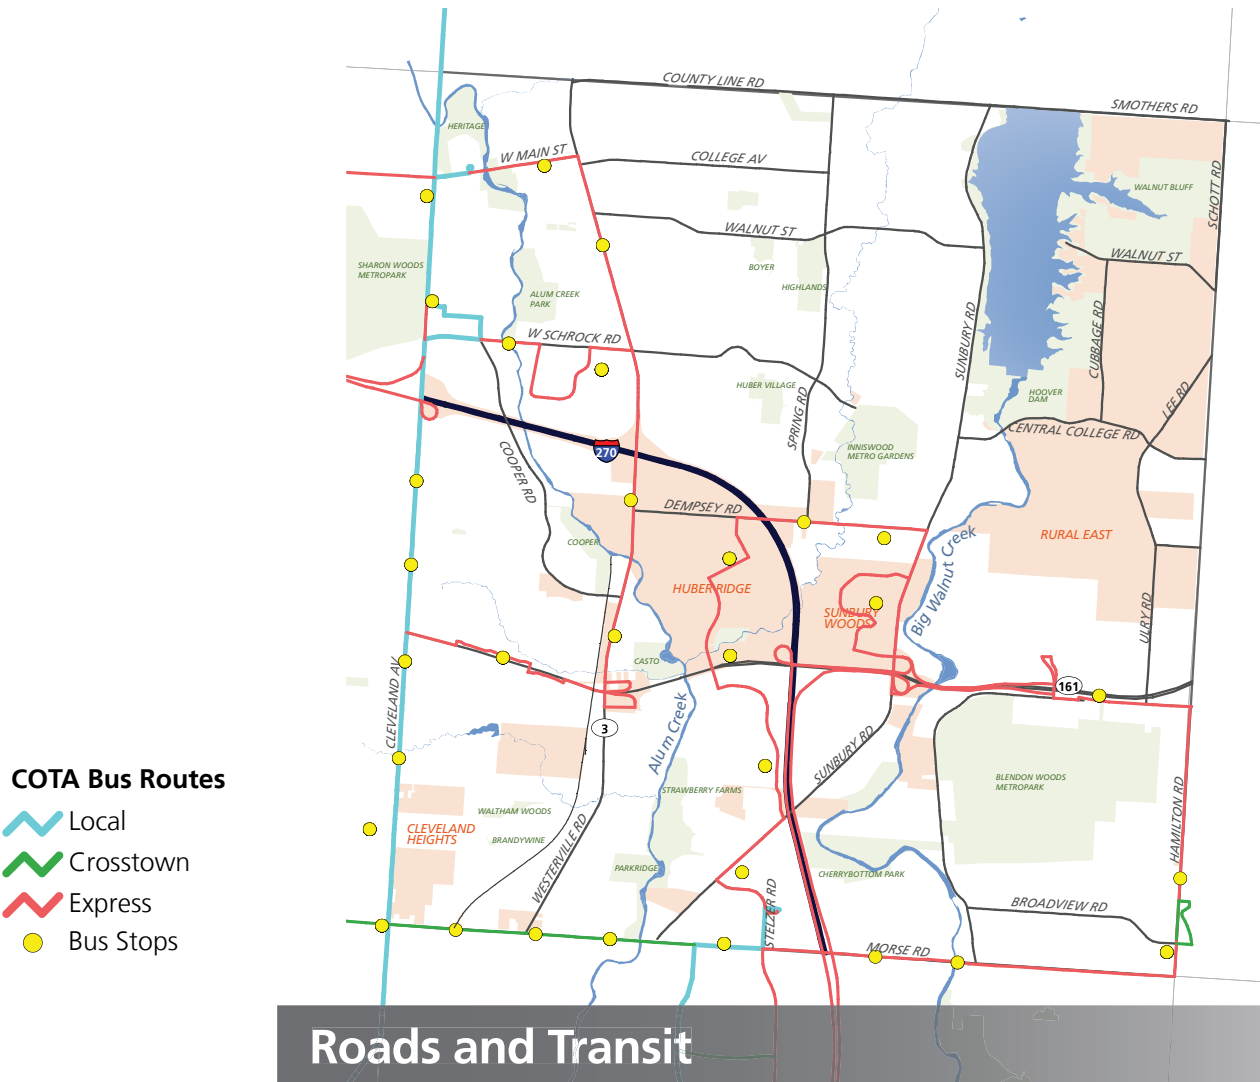 COUNTY LINE RD
SMOTHERS RD
HERITAGE
W MAIN ST
COLLEGE AV
SCHOTT RD
WALNUT BLUFF
WALNUT ST
WALNUT ST
SHARON WOODS
METROPARK
BOYER
HIGHLANDS
ALUM CREEK
PARK
W SCHROCK RD
SUNBURY RD
CUBBAGE RD
HUBER VILLAGE
HOOVER
DAM
LEE RD
SPRING RD
CENTRAL COLLEGE RD
INNISWOOD
METRO GARDENS
270
COOPER RD
DEMPSEY RD
COOPER
RURAL EAST
Big Walnut Creek
HUBER RIDGE
SUNBURY
WOODS
ULRY RD
CASTO
161
CLEVELAND AV
3
Alum Creek
SUNBURY RD
BLENDON WOODS
METROPARK
STRAWBERRY FARMS
HAMILTON RD
WALTHAM WOODS
CLEVELAND
HEIGHTS
BRANDYWINE
WESTERVILLE RD
PARKRIDGE
CHERRYBOTTOM PARK
STELZER RD
BROADVIEW RD
MORSE RD
COTA Bus Routes
Local
Crosstown
Express
Bus Stops
Roads and Transit